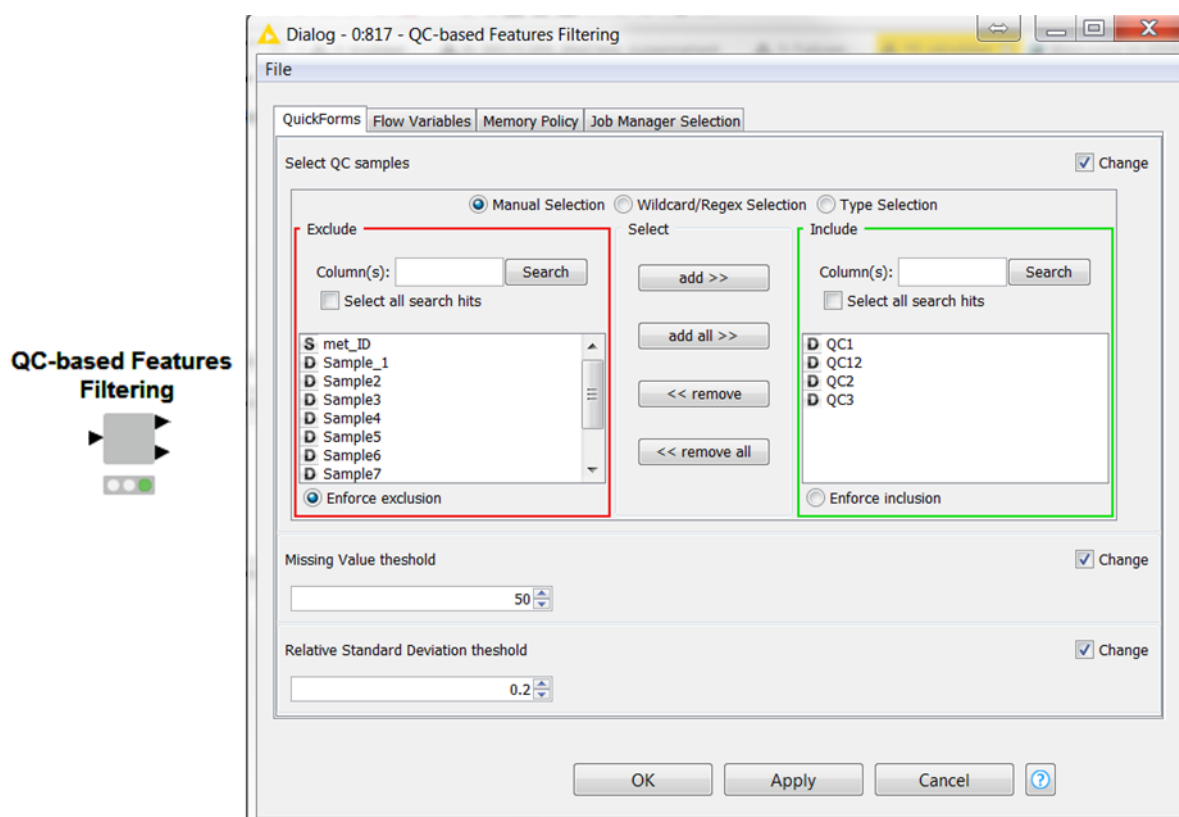 Dialog - 0:817 - QC-based Features Filtering
File
QuickForms Flow Variables Memory Policy Job Manager Selection
Select QC samples Change
Manual Selection Wildcard/Regex Selection Type Selection
Exclude Select Include
Column(s): Search add >> Column(s): Search
Select all search hits Select all search hits
add all >>
S met_ID D QC1
D Sample_1 D QC12
D Sample2 D QC2
D Sample3 << remove D QC3
D Sample4
D Sample5
D Sample6 << remove all
D Sample7
Enforce exclusion Enforce inclusion
QC-based Features
Filtering
Missing Value theshold Change
50
Relative Standard Deviation theshold Change
0.2
OK Apply Cancel ?